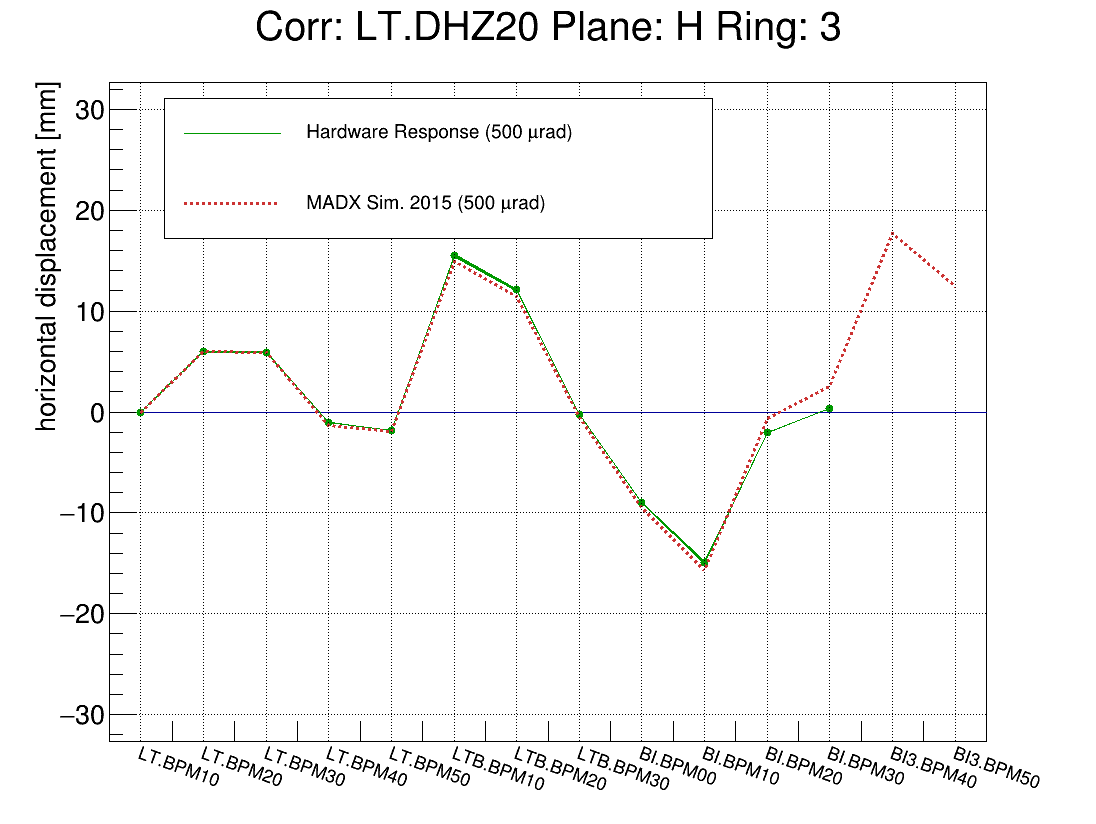 Corr: LT.DHZ20 Plane: H Ring: 3
horizontal displacement [mm]
30
20
10
0
−10
−20
−30
Hardware Response (500 μrad)
MADX Sim. 2015 (500 μrad)
LT.BPM10
LT.BPM20
LT.BPM30
LT.BPM40
LT.BPM50
LTB.BPM10
LTB.BPM20
LTB.BPM30
BI.BPM00
BI.BPM10
BI.BPM20
BI.BPM30
BI3.BPM40
BI3.BPM50